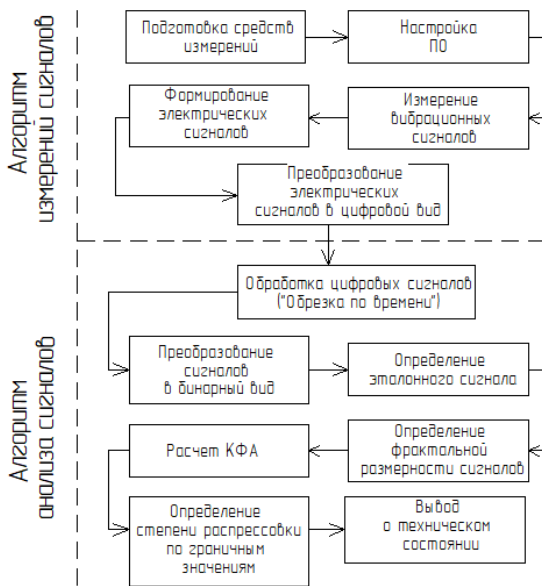 Алгоритм
измерений сигналов
Подготовка средств
измерений
Настройка
ПО
Формирование
электрических
сигналов
Измерение
вибрационных
сигналов
Преобразование
электрических
сигналов в цифровой вид
Алгоритм
анализа сигналов
Обработка цифровых сигналов
("Обрезка по времени")
Преобразование
сигналов
в бинарный вид
Определение
эталонного сигнала
Расчет КФА
Определение
фрактальной
размерности сигналов
Определение
степени распрессовки
по граничным
значениям
Вывод
о техническом
состоянии